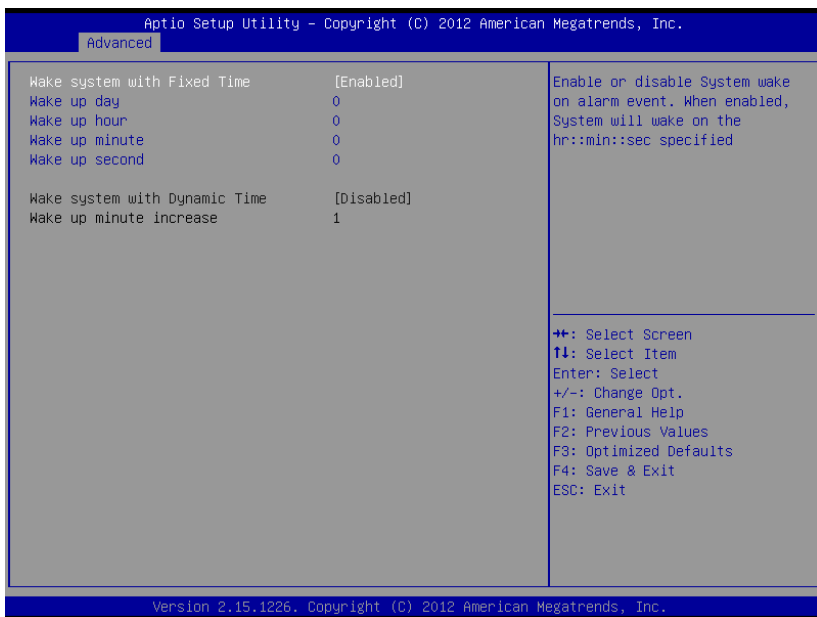 Aptio Setup Utility – Copyright (C) 2012 American Megatrends, Inc.
Advanced
Wake system with Fixed Time [Enabled]
Wake up day 0
Wake up hour 0
Wake up minute 0
Wake up second 0
Wake system with Dynamic Time [Disabled]
Wake up minute increase 1
Enable or disable System wake
on alarm event. When enabled,
System will wake on the
hr::min::sec specified
→←: Select Screen
↑↓: Select Item
Enter: Select
+/-: Change Opt.
F1: General Help
F2: Previous Values
F3: Optimized Defaults
F4: Save & Exit
ESC: Exit
Version 2.15.1226. Copyright (C) 2012 American Megatrends, Inc.